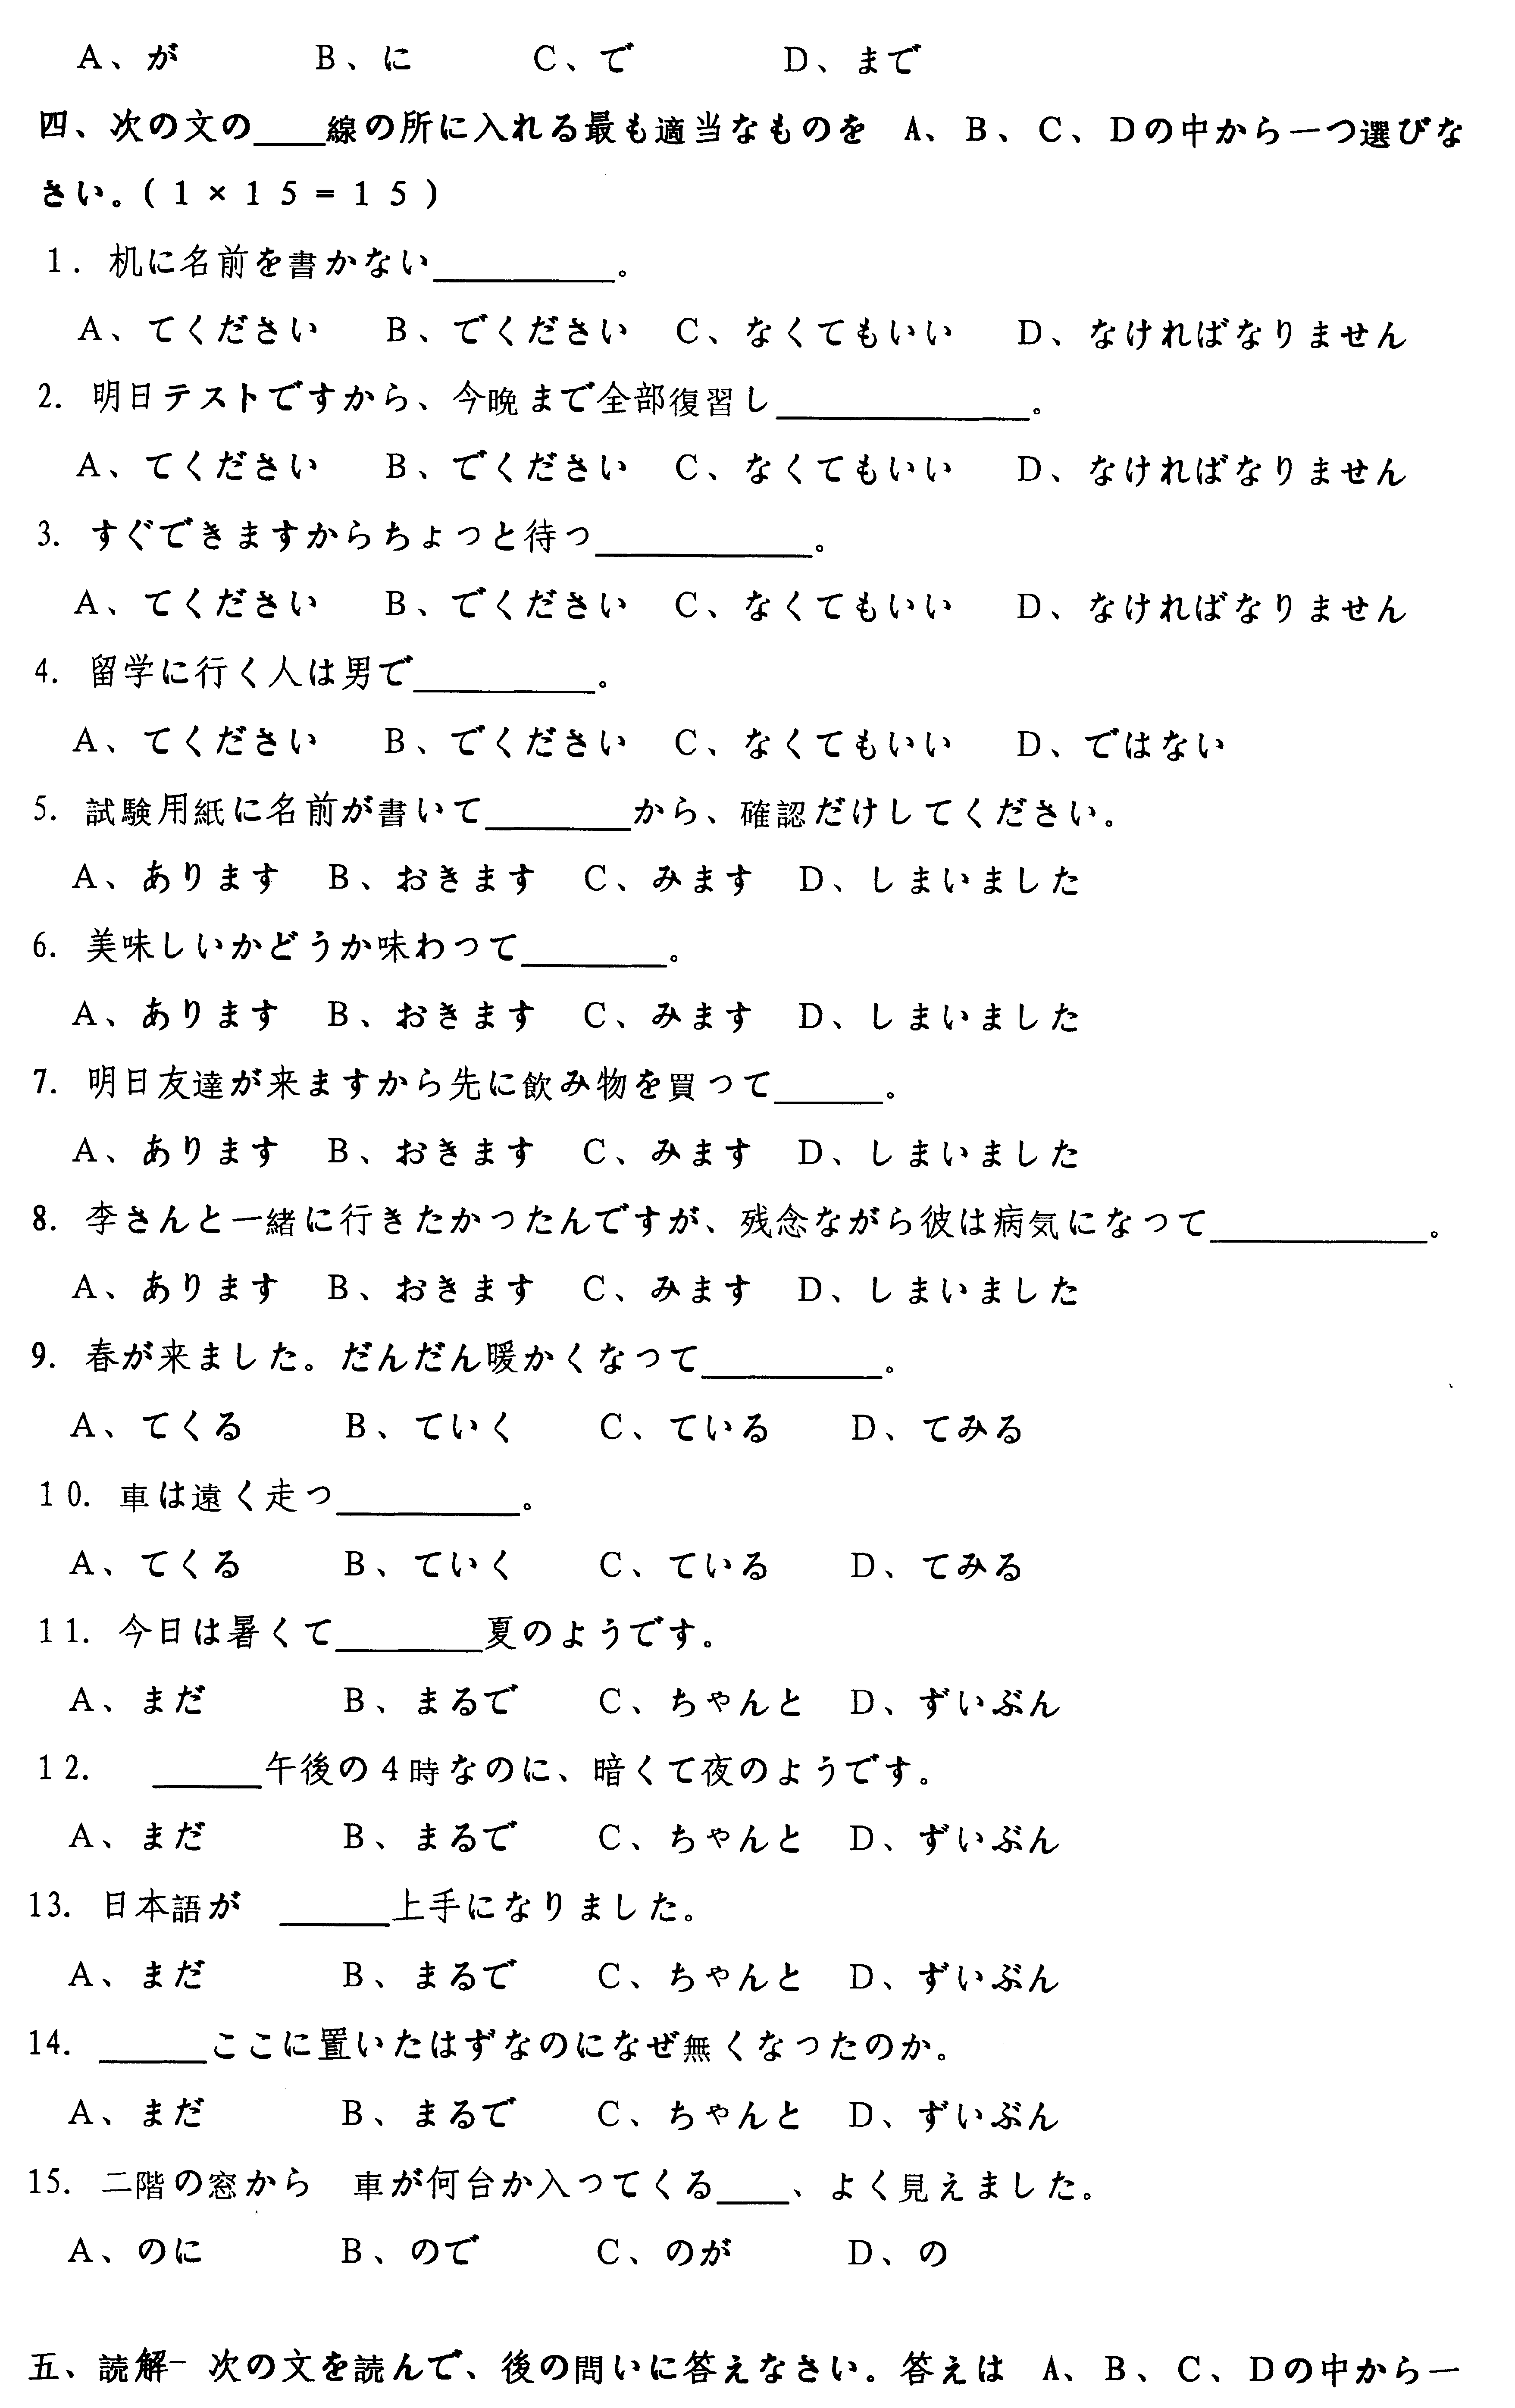 A、が B、に C、で D、まで
四、次の文の____線の所に入れる最も適当なものを A、B、C、Dの中から一つ選びな
さい。(1×15=15)
1. 机に名前を書かない__________。
A、てください B、でください C、なくてもいい D、なければなりません
2. 明日テストですから、今晩まで全部復習し______________。
A、てください B、でください C、なくてもいい D、なければなりません
3. すぐできますからちょっと待つ____________。
A、てください B、でください C、なくてもいい D、なければなりません
4. 留学に行く人は男で__________。
A、てください B、でください C、なくてもいい D、ではない
5. 試験用紙に名前が書いて________から、確認だけしてください。
A、あります B、おきます C、みます D、しまいました
6. 美味しいかどうか味わつて________。
A、あります B、おきます C、みます D、しまいました
7. 明日友達が来ますから先に飲み物を買つて______。
A、あります B、おきます C、みます D、しまいました
8. 李さんと一緒に行きたかつたんですが、残念ながら彼は病気になつて____________。
A、あります B、おきます C、みます D、しまいました
9. 春が来ました。だんだん暖かくなつて__________。
A、てくる B、ていく C、ている D、てみる
10. 車は遠く走つ__________。
A、てくる B、ていく C、ている D、てみる
11. 今日は暑くて________夏のようです。
A、まだ B、まるで C、ちゃんと D、ずいぶん
12. ______午後の4時なのに、暗くて夜のようです。
A、まだ B、まるで C、ちゃんと D、ずいぶん
13. 日本語が ______上手になりました。
A、まだ B、まるで C、ちゃんと D、ずいぶん
14. ______ここに置いたはずなのになぜ無くなつたのか。
A、まだ B、まるで C、ちゃんと D、ずいぶん
15. 二階の窓から 車が何台か入つてくる____、よく見えました。
A、のに B、ので C、のが D、の
五、読解- 次の文を読んで、後の問いに答えなさい。答えは A、B、C、Dの中から一